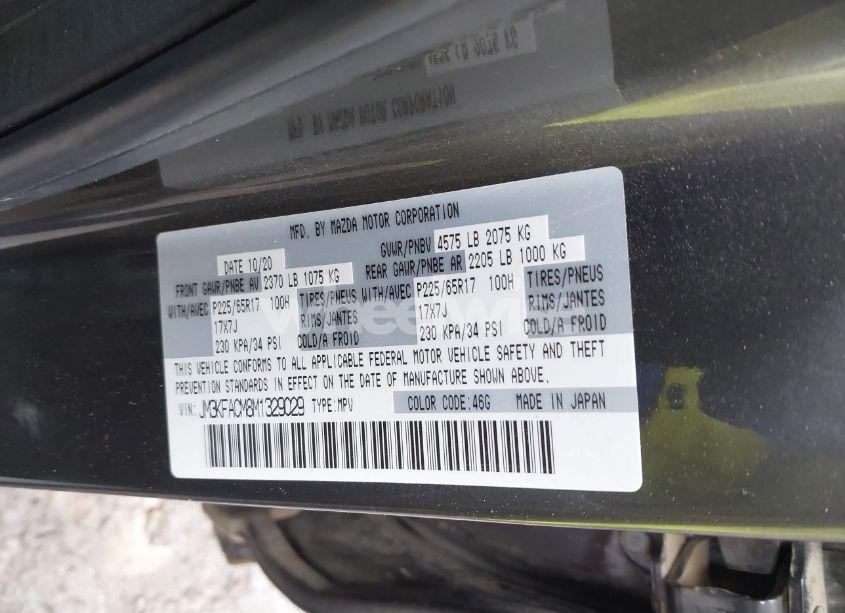 MFD. BY MAZDA MOTOR CORPORATION
DATE 10/20 GVWR/PNBV 4575 LB 2075 KG
FRONT GAWR/PNBE AV 2370 LB 1075 KG REAR GAWR/PNBE AR 2205 LB 1000 KG
WITH/AVEC P225/65R17 100H TIRES/PNEUS WITH/AVEC P225/65R17 100H TIRES/PNEUS
17X7J RIMS/JANTES 17X7J RIMS/JANTES
230 KPA/34 PSI COLD/A FROID 230 KPA/34 PSI COLD/A FROID
THIS VEHICLE CONFORMS TO ALL APPLICABLE FEDERAL MOTOR VEHICLE SAFETY AND THEFT
PREVENTION STANDARDS IN EFFECT ON THE DATE OF MANUFACTURE SHOWN ABOVE.
VIN: JM3KFACM8M1329029 TYPE:MPV COLOR CODE:46G MADE IN JAPAN